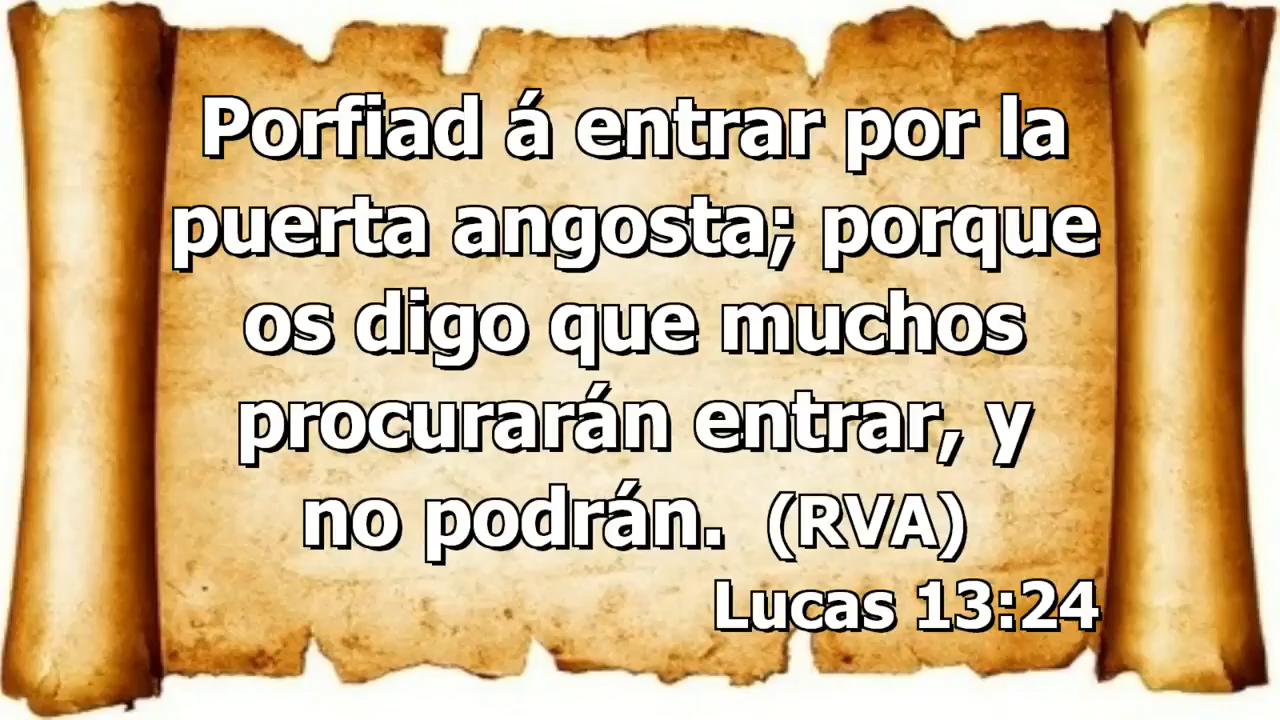 Porfiad á entrar por la
puerta angosta; porque
os digo que muchos
procurarán entrar, y
no podrán. (RVA)
Lucas 13:24